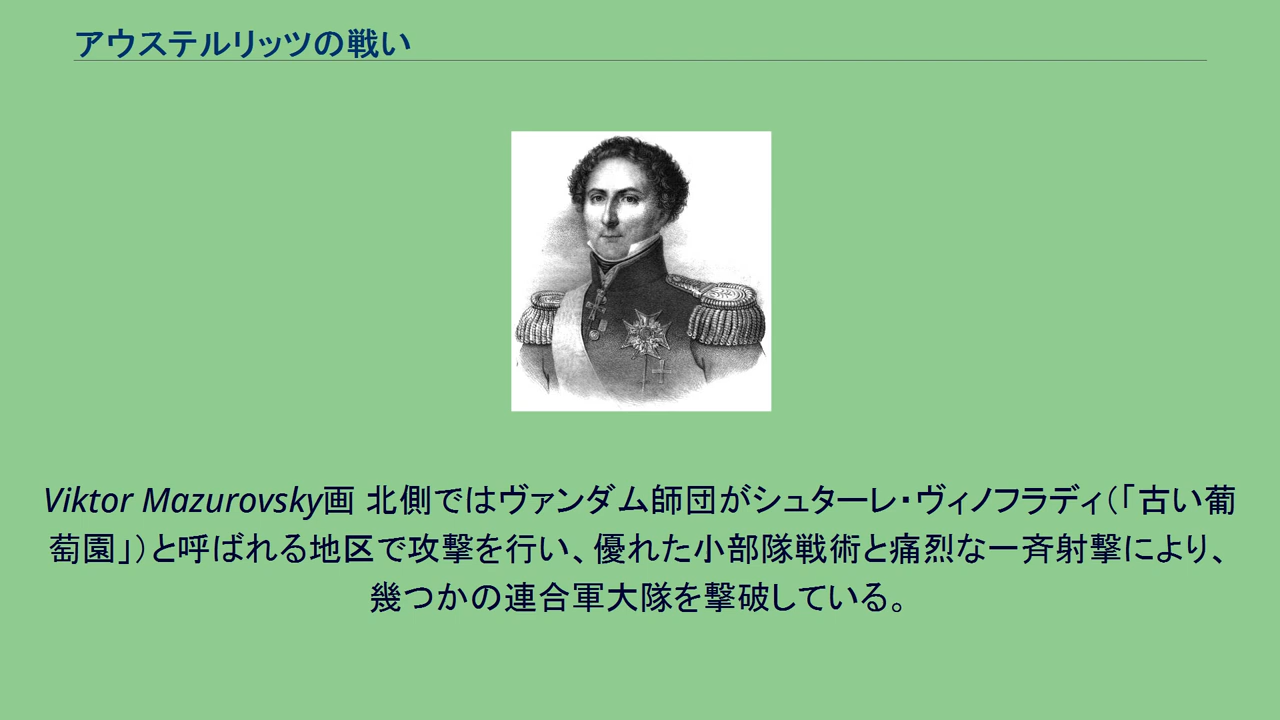 アウステルリッツの戦い
Viktor Mazurovsky画 北側ではヴァンダム師団がシュターレ・ヴィノフラディ(「古い葡
萄園」)と呼ばれる地区で攻撃を行い、優れた小部隊戦術と痛烈な一斉射撃により、
幾つかの連合軍大隊を撃破している。